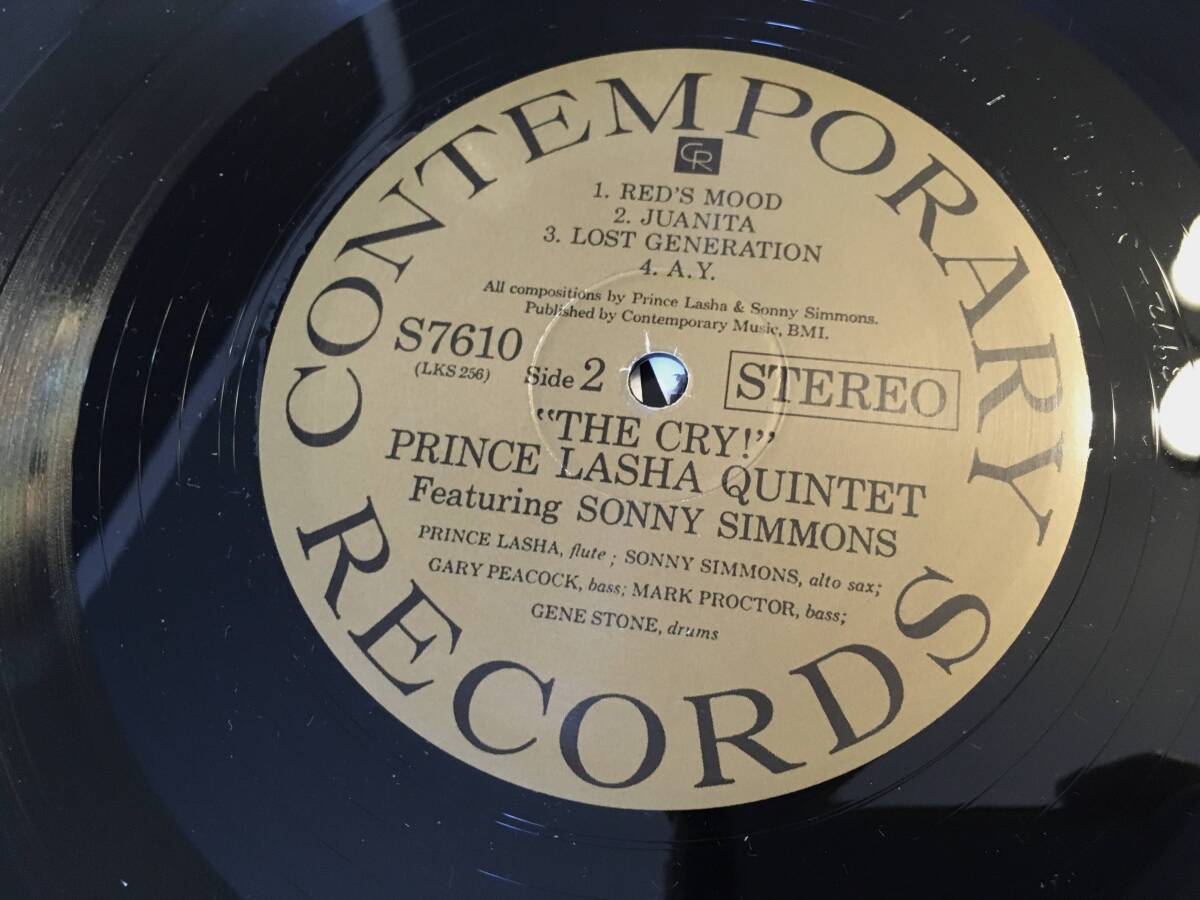 CONTEMPORARY
CR
1. RED'S MOOD
2. JUANITA
3. LOST GENERATION
4. A.Y.
All compositions by Prince Lasha & Sonny Simmons.
Published by Contemporary Music, BMI.
S7610
(LKS 256)
Side 2
STEREO
"THE CRY!"
PRINCE LASHA QUINTET
Featuring SONNY SIMMONS
PRINCE LASHA, flute ; SONNY SIMMONS, alto sax;
GARY PEACOCK, bass; MARK PROCTOR, bass;
GENE STONE, drums
RECORDS